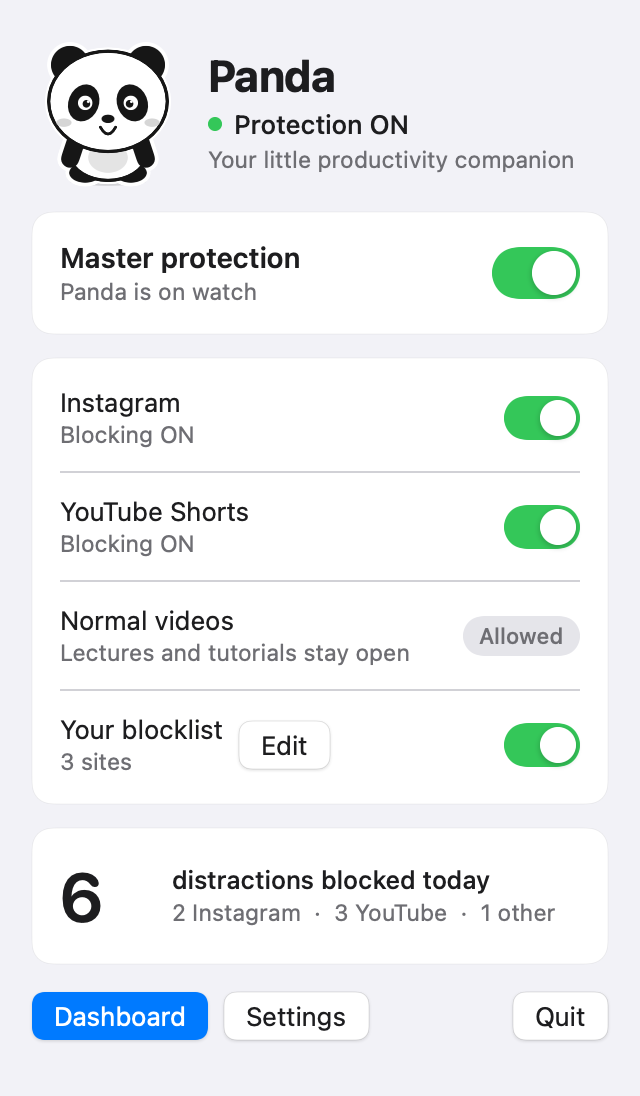 Panda
Protection ON
Your little productivity companion
Master protection
Panda is on watch
Instagram
Blocking ON
YouTube Shorts
Blocking ON
Normal videos
Lectures and tutorials stay open
Allowed
Your blocklist
3 sites
Edit
6
distractions blocked today
2 Instagram · 3 YouTube · 1 other
Dashboard
Settings
Quit